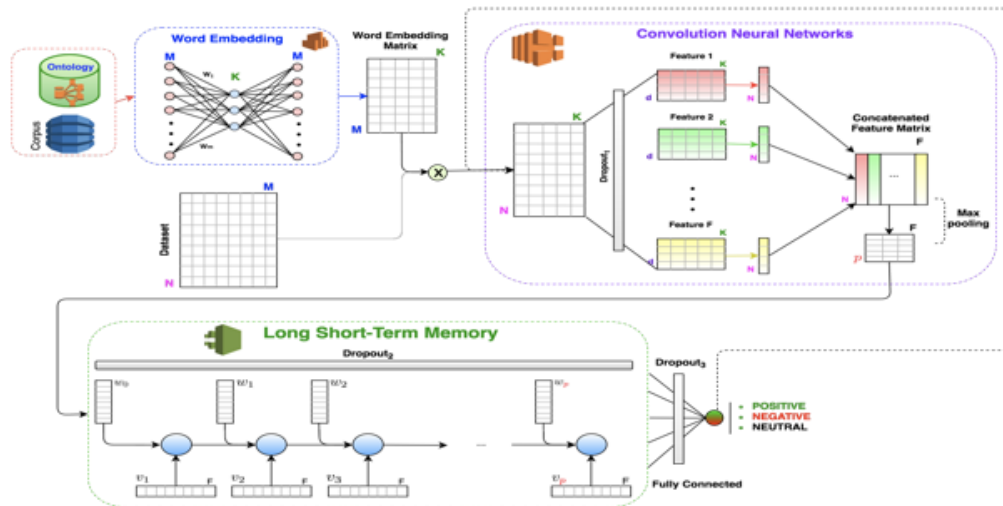 Ontology
Corpus
Word Embedding
M
K
M
W₁
Wₘ
Word Embedding
Matrix
K
M
X
M
Dataset
N
Convolution Neural Networks
K
N
Dropout₁
Feature 1
K
d
N
Feature 2
K
d
N
Feature F
K
d
N
Concatenated
Feature Matrix
F
...
N
Max
pooling
F
p
Long Short-Term Memory
Dropout₂
w₀
w₁
w₂
wₚ
v₁
F
v₂
F
v₃
F
vₚ
F
Dropout₃
Fully Connected
POSITIVE
NEGATIVE
NEUTRAL